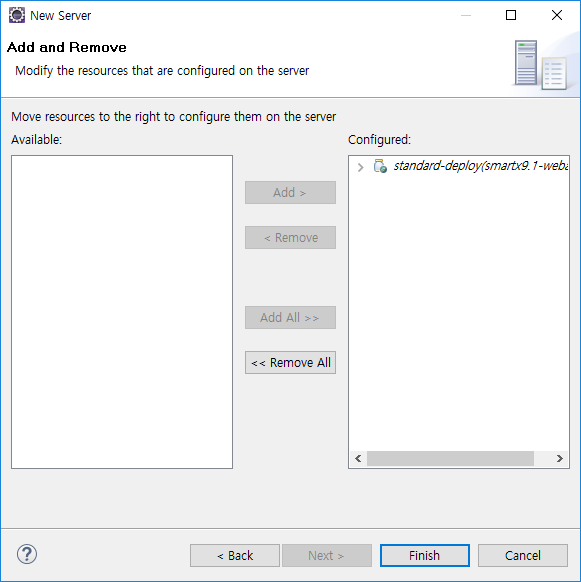 New Server
Add and Remove
Modify the resources that are configured on the server
Move resources to the right to configure them on the server
Available:
Configured:
standard-deploy(smartx9.1-weba
Add >
< Remove
Add All >>
<< Remove All
?
< Back
Next >
Finish
Cancel